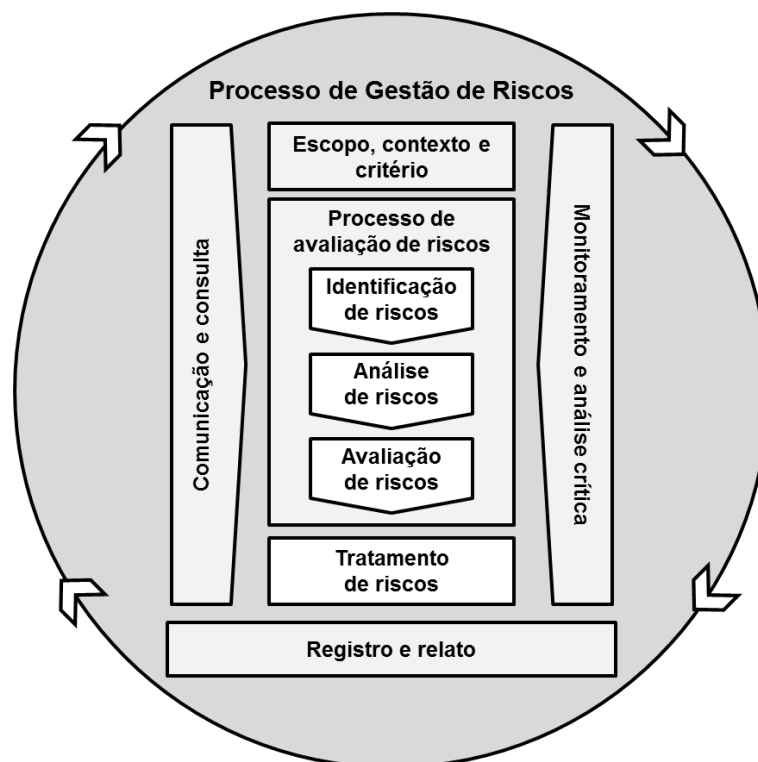 Processo de Gestão de Riscos
Comunicação e consulta
Escopo, contexto e
critério
Processo de
avaliação de riscos
Identificação
de riscos
Análise
de riscos
Avaliação
de riscos
Tratamento
de riscos
Monitoramento e análise crítica
Registro e relato